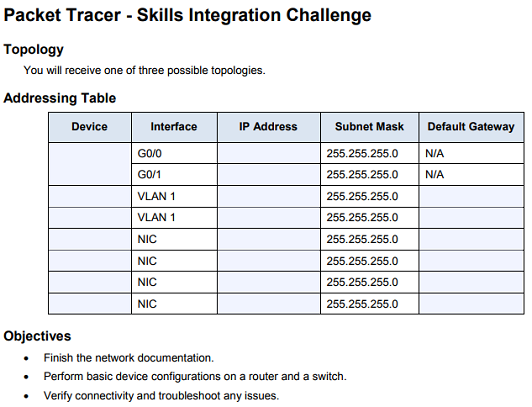 Packet Tracer - Skills Integration Challenge
Topology
You will receive one of three possible topologies.
Addressing Table
Device Interface IP Address Subnet Mask Default Gateway
G0/0 255.255.255.0 N/A
G0/1 255.255.255.0 N/A
VLAN 1 255.255.255.0
VLAN 1 255.255.255.0
NIC 255.255.255.0
NIC 255.255.255.0
NIC 255.255.255.0
NIC 255.255.255.0
Objectives
• Finish the network documentation.
• Perform basic device configurations on a router and a switch.
• Verify connectivity and troubleshoot any issues.